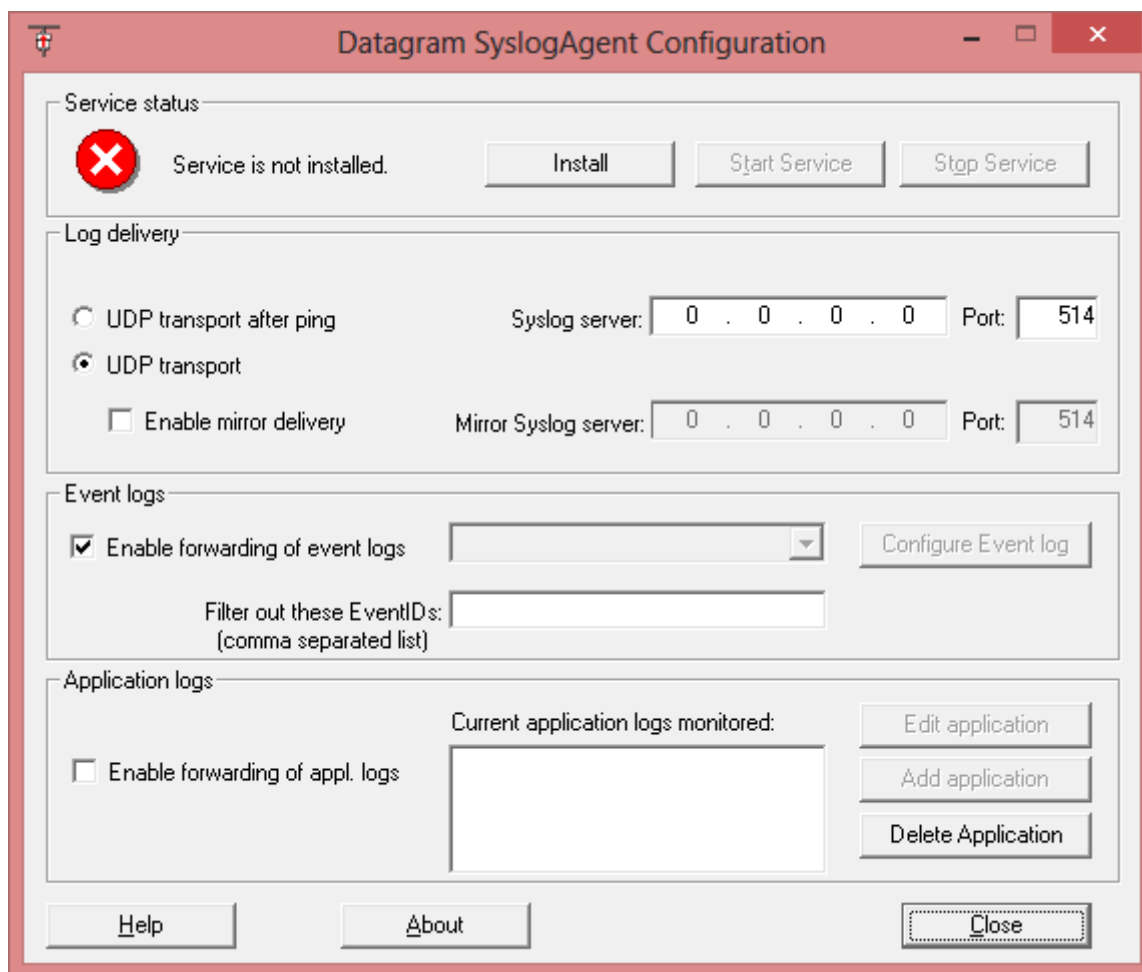 Datagram SyslogAgent Configuration
Service status
Service is not installed.
Install
Start Service
Stop Service
Log delivery
UDP transport after ping
Syslog server: 0 . 0 . 0 . 0 Port: 514
UDP transport
Enable mirror delivery
Mirror Syslog server: 0 . 0 . 0 . 0 Port: 514
Event logs
Enable forwarding of event logs
Configure Event log
Filter out these EventIDs:
(comma separated list)
Application logs
Current application logs monitored:
Edit application
Enable forwarding of appl. logs
Add application
Delete Application
Help
About
Close